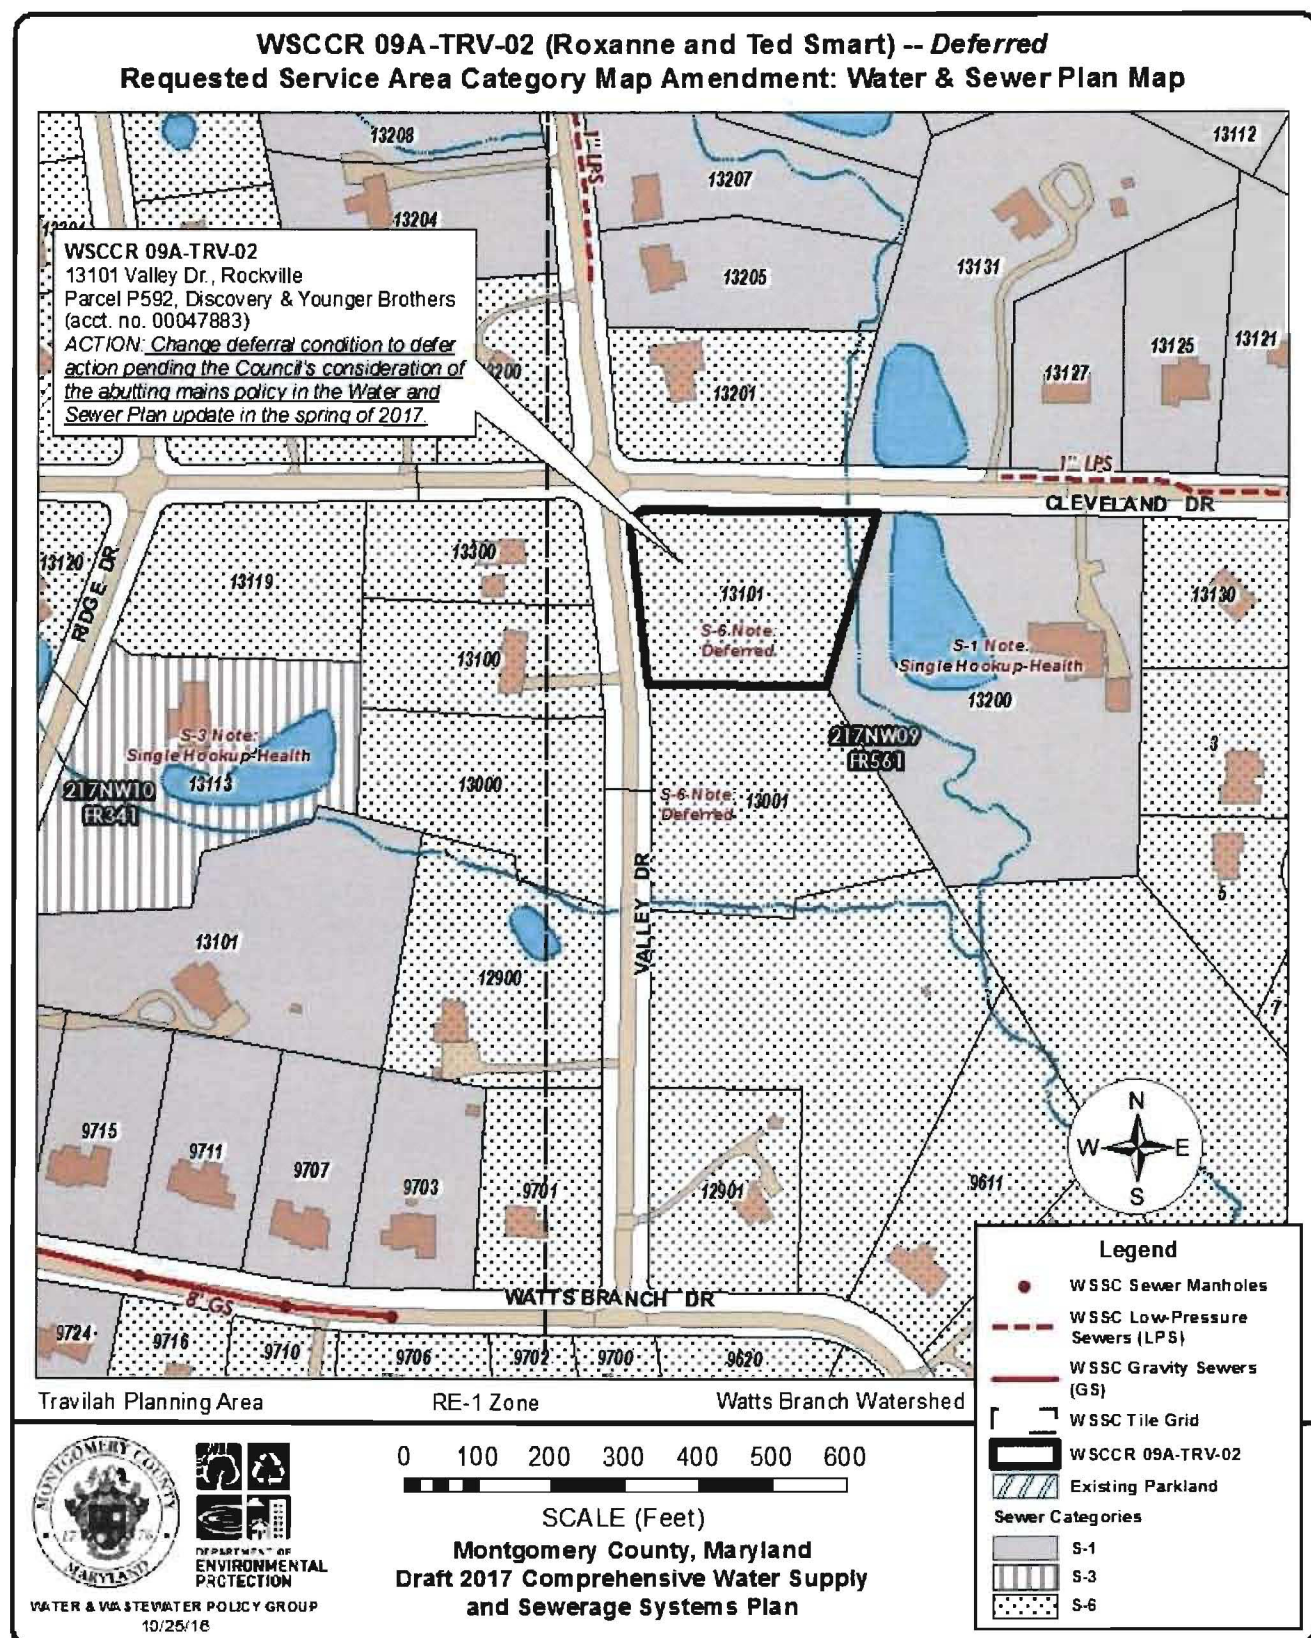 WSCCR 09A-TRV-02 (Roxanne and Ted Smart) -- Deferred
Requested Service Area Category Map Amendment: Water & Sewer Plan Map
13208
1" LPS
13207
13112
13204
13205
13131
WSCCR 09A-TRV-02
13101 Valley Dr., Rockville
Parcel P592, Discovery & Younger Brothers
(acct. no. 00047883)
ACTION: Change deferral condition to defer
action pending the Council's consideration of
the abutting mains policy in the Water and
Sewer Plan update in the spring of 2017.
13201
13127
13125
13121
1" LPS
CLEVELAND DR
13120
RIDGE DR
13119
13300
13100
13101
S-6 Note:
Deferred
S-1 Note:
Single Hookup-Health
13200
13130
S-3 Note:
Single Hookup-Health
13113
217NW10
FR341
13000
S-6 Note:
Deferred
13001
217NW09
FR561
3
5
7
VALLEY DR
13101
12900
9715
9711
9707
9703
9701
12901
9611
N
W
E
S
8" GS
WATTS BRANCH DR
9724
9716
9710
9706
9702
9700
9620
Travilah Planning Area
RE-1 Zone
Watts Branch Watershed
Legend
WSSC Sewer Manholes
WSSC Low-Pressure
Sewers (LPS)
WSSC Gravity Sewers
(GS)
WSSC Tile Grid
WSCCR 09A-TRV-02
Existing Parkland
Sewer Categories
S-1
S-3
S-6
MONTGOMERY COUNTY
17 76
MARYLAND
DEPARTMENT OF
ENVIRONMENTAL
PROTECTION
WATER & WASTEWATER POLICY GROUP
10/25/16
0 100 200 300 400 500 600
SCALE (Feet)
Montgomery County, Maryland
Draft 2017 Comprehensive Water Supply
and Sewerage Systems Plan